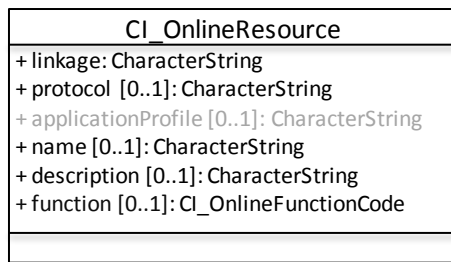 CI_OnlineResource
+ linkage: CharacterString
+ protocol [0..1]: CharacterString
+ applicationProfile [0..1]: CharacterString
+ name [0..1]: CharacterString
+ description [0..1]: CharacterString
+ function [0..1]: CI_OnlineFunctionCode